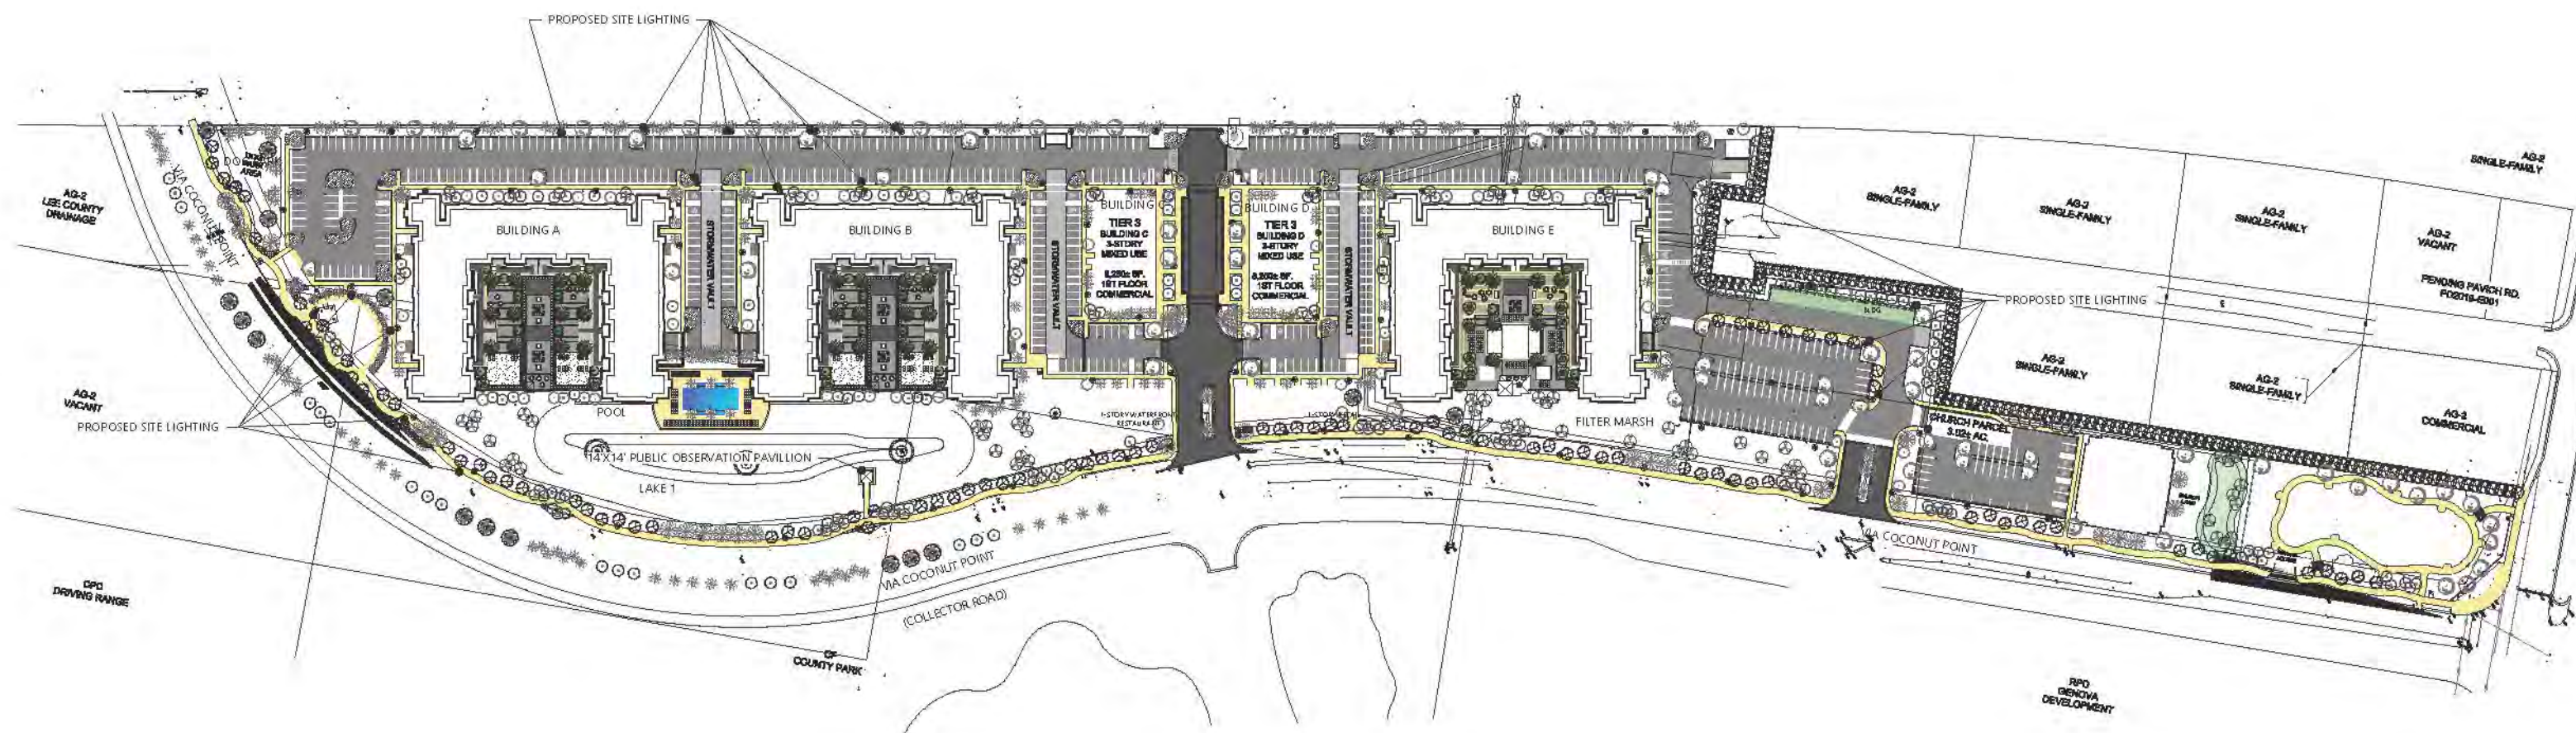 PROPOSED SITE LIGHTING
AG-2
SINGLE-FAMILY
AG-2
LEE COUNTY
DRAINAGE
VIA COCONUT POINT
BUILDING A
STORMWATER VAULT
BUILDING B
STORMWATER VAULT
BUILDING
TIER 3
BUILDING C
3-STORY
MIXED USE
1ST FLOOR
COMMERCIAL
BUILDING D
TIER 3
BUILDING D
MIXED USE
1ST FLOOR
COMMERCIAL
STORMWATER VAULT
BUILDING E
AG-2
SINGLE-FAMILY
AG-2
SINGLE-FAMILY
AG-2
SINGLE-FAMILY
AG-2
VACANT
PENDING PAVICH RD.
PROPOSED SITE LIGHTING
AG-2
SINGLE-FAMILY
AG-2
SINGLE-FAMILY
AG-2
COMMERCIAL
AG-2
VACANT
PROPOSED SITE LIGHTING
POOL
1-STORY WATERFRONT
RESTAURANT
FILTER MARSH
CHURCH PARCEL
3.02± AC.
14'X14' PUBLIC OBSERVATION PAVILLION
LAKE 1
VIA COCONUT POINT
(COLLECTOR ROAD)
COCONUT POINT
CPD
DRIVING RANGE
CF
COUNTY PARK
RPD
GENOVA
DEVELOPMENT